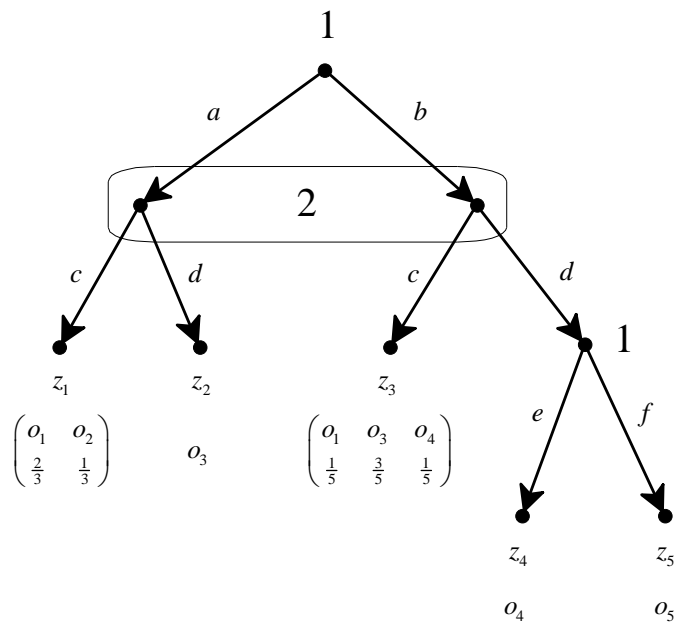 1
a b
2
c d c d
1
z₁ z₂ z₃
e f
o₁ o₂ o₁ o₃ o₄
o₃
2/3 1/3 1/5 3/5 1/5
z₄ z₅
o₄ o₅